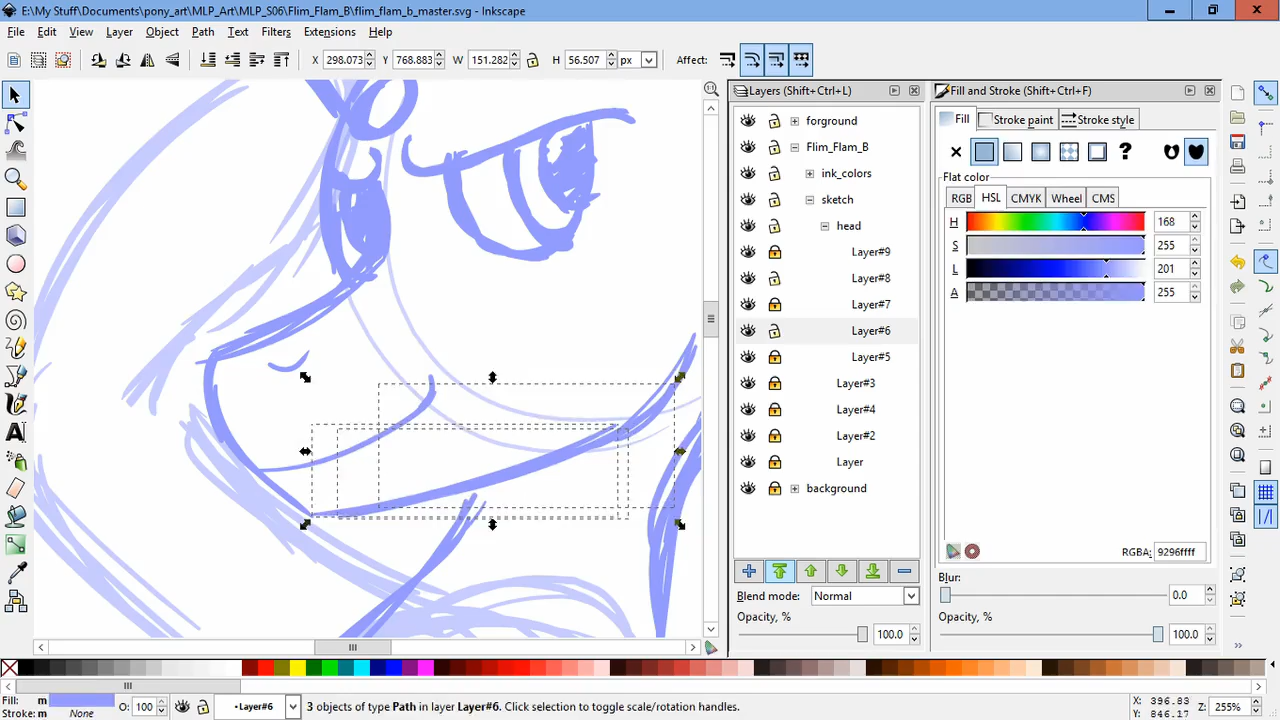 E:\My Stuff\Documents\pony_art\MLP_Art\MLP_S06\Flim_Flam_B\flim_flam_b_master.svg - Inkscape
File Edit View Layer Object Path Text Filters Extensions Help
X 298.073 Y 768.883 W 151.282 H 56.507 px Affect:
Layers (Shift+Ctrl+L)
Fill and Stroke (Shift+Ctrl+F)
forground
Flim_Flam_B
ink_colors
sketch
head
Layer#9
Layer#8
Layer#7
Layer#6
Layer#5
Layer#3
Layer#4
Layer#2
Layer
background
Blend mode: Normal
Opacity, %
100.0
Fill Stroke paint Stroke style
?
Flat color
RGB HSL CMYK Wheel CMS
H 168
S 255
L 201
A 255
RGBA: 9296ffff
Blur:
0.0
Opacity, %
100.0
Fill: m
Stroke: m None
O: 100
•Layer#6
3 objects of type Path in layer Layer#6. Click selection to toggle scale/rotation handles.
X: 396.83
Y: 846.17
Z: 255%